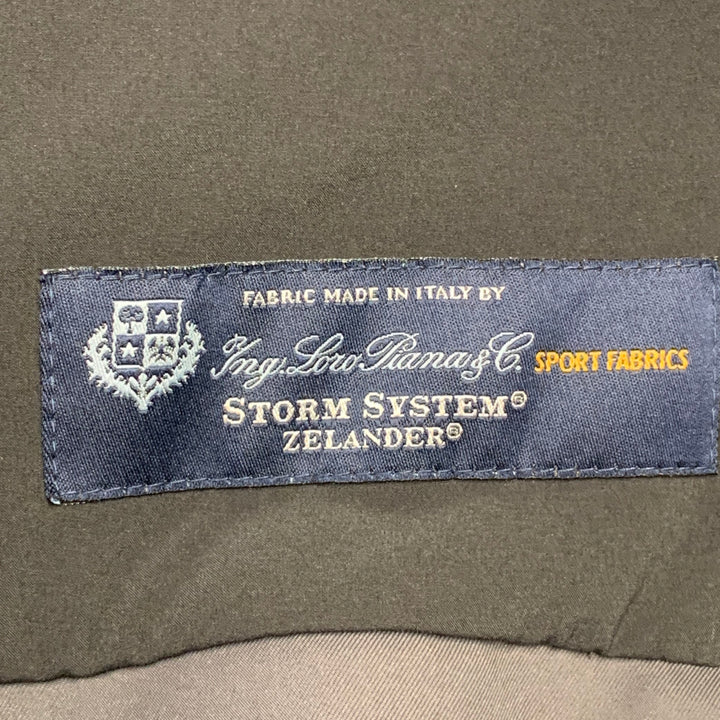 FABRIC MADE IN ITALY BY
Ing. Loro Piana & C. SPORT FABRICS
STORM SYSTEM®
ZELANDER®